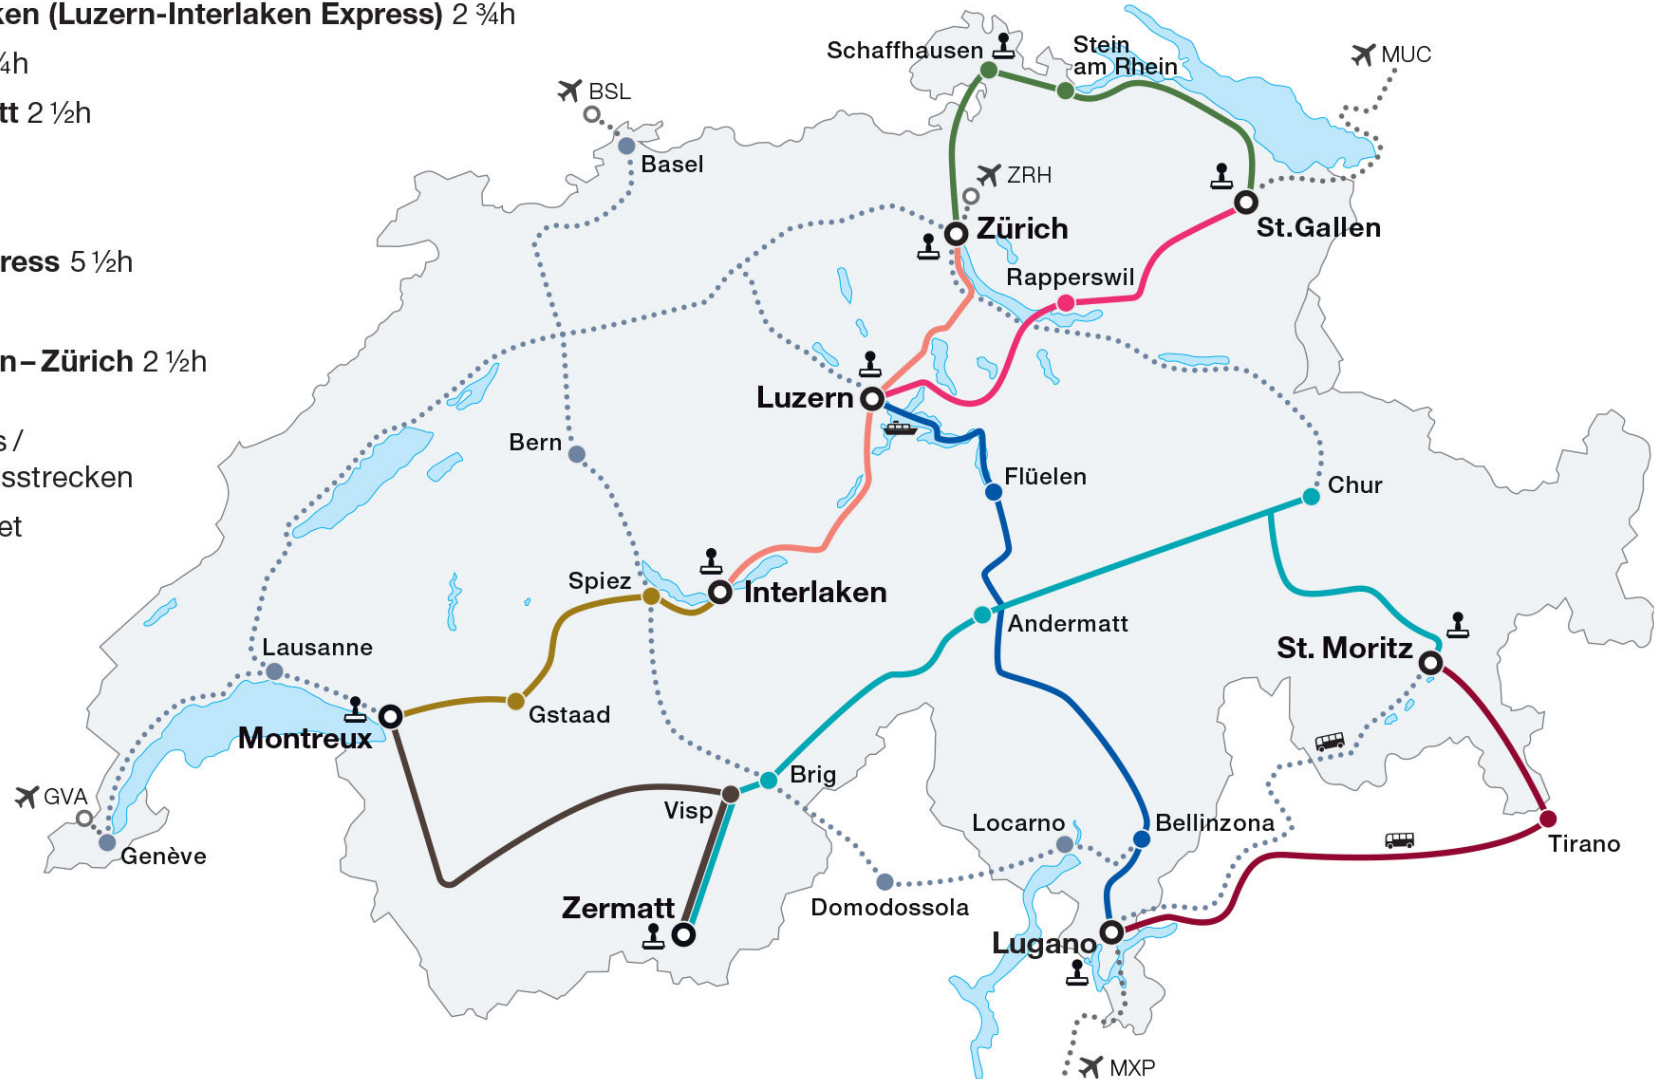 ken (Luzern-Interlaken Express) 2 ¾h
¼h
tt 2 ½h
ress 5 ½h
n – Zürich 2 ½h
s /
sstrecken
et
Schaffhausen
Stein
am Rhein
MUC
BSL
Basel
ZRH
Zürich
St.Gallen
Rapperswil
Luzern
Bern
Flüelen
Chur
Spiez
Interlaken
Andermatt
Lausanne
St. Moritz
Gstaad
Montreux
Brig
Visp
GVA
Genève
Locarno
Bellinzona
Tirano
Zermatt
Domodossola
Lugano
MXP